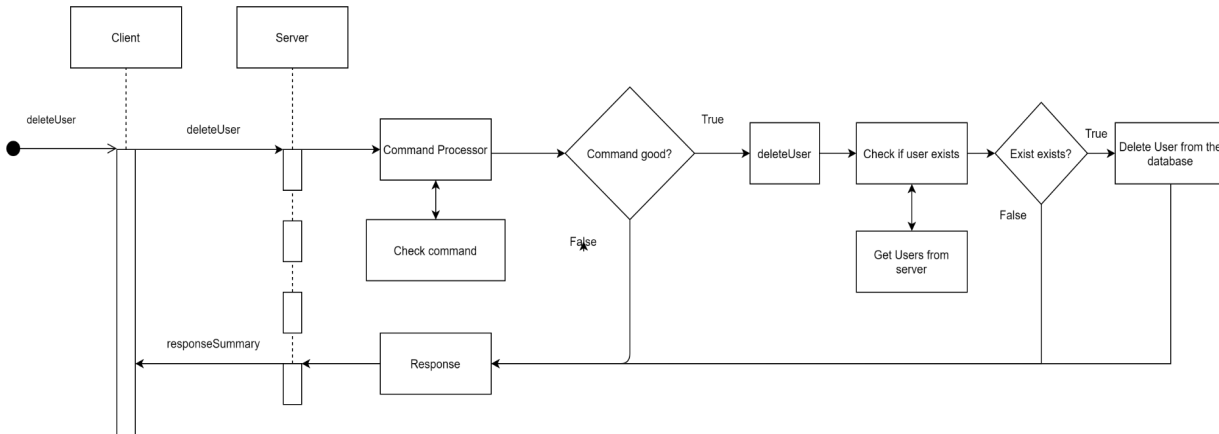 Client
Server
deleteUser
deleteUser
Command Processor
Check command
Command good?
True
False
deleteUser
Check if user exists
Get Users from
server
Exist exists?
True
False
Delete User from the
database
responseSummary
Response